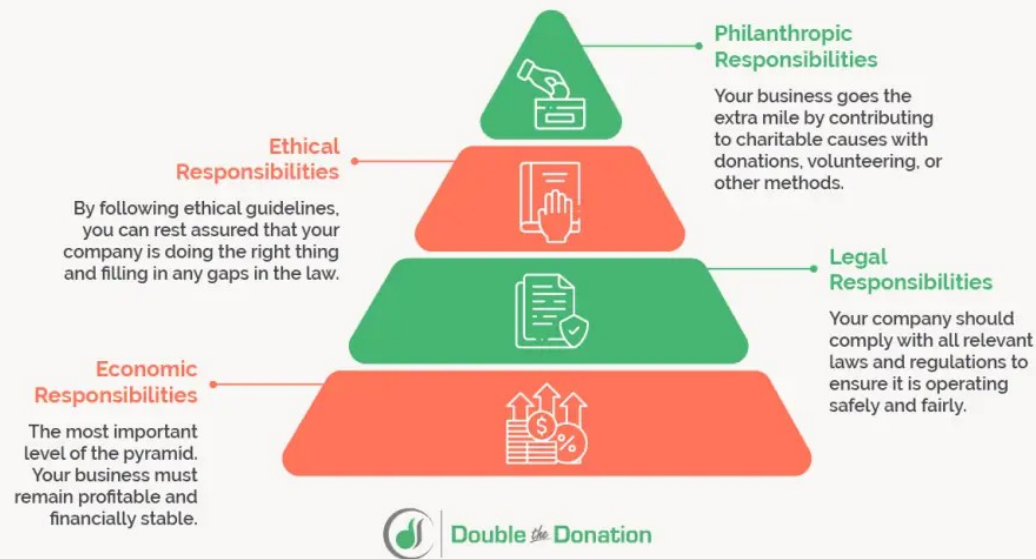 Philanthropic
Responsibilities
Your business goes the
extra mile by contributing
to charitable causes with
donations, volunteering, or
other methods.
Ethical
Responsibilities
By following ethical guidelines,
you can rest assured that your
company is doing the right thing
and filling in any gaps in the law.
Legal
Responsibilities
Your company should
comply with all relevant
laws and regulations to
ensure it is operating
safely and fairly.
Economic
Responsibilities
The most important
level of the pyramid.
Your business must
remain profitable and
financially stable.
$
%
Double the Donation